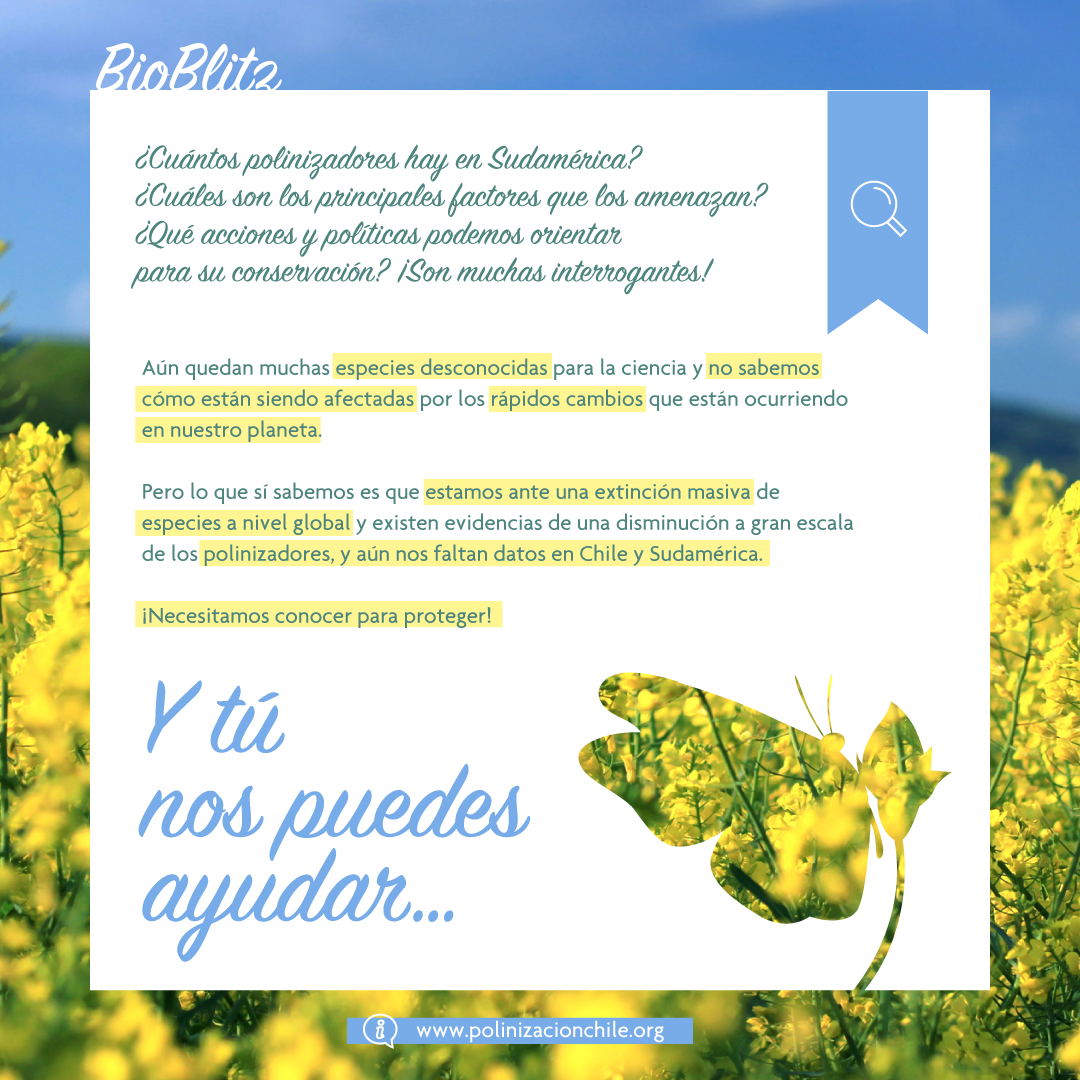 BioBlitz
¿Cuántos polinizadores hay en Sudamérica?
¿Cuáles son los principales factores que los amenazan?
¿Qué acciones y políticas podemos orientar
para su conservación? ¡Son muchas interrogantes!
Aún quedan muchas especies desconocidas para la ciencia y no sabemos
cómo están siendo afectadas por los rápidos cambios que están ocurriendo
en nuestro planeta.
Pero lo que sí sabemos es que estamos ante una extinción masiva de
especies a nivel global y existen evidencias de una disminución a gran escala
de los polinizadores, y aún nos faltan datos en Chile y Sudamérica.
¡Necesitamos conocer para proteger!
Y tú
nos puedes
ayudar...
www.polinizacionchile.org